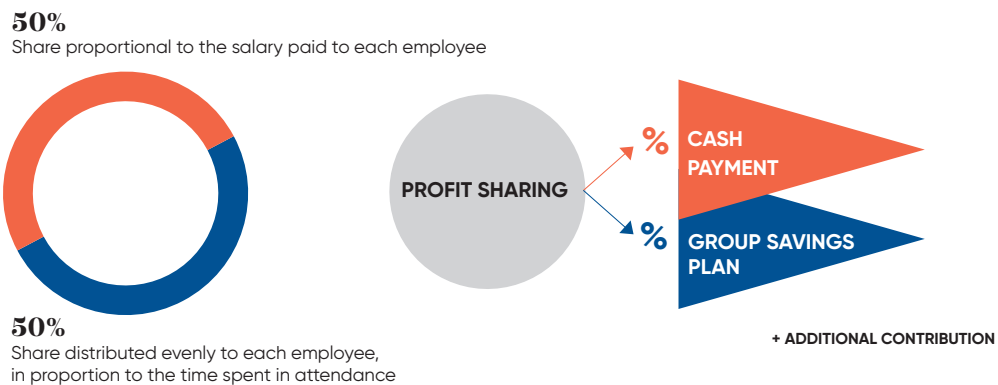 50%
Share proportional to the salary paid to each employee
PROFIT SHARING
%
CASH
PAYMENT
%
GROUP SAVINGS
PLAN
50%
Share distributed evenly to each employee,
in proportion to the time spent in attendance
+ ADDITIONAL CONTRIBUTION